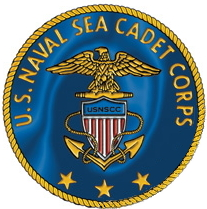 U.S. NAVAL SEA CADET CORPS
USNSCC